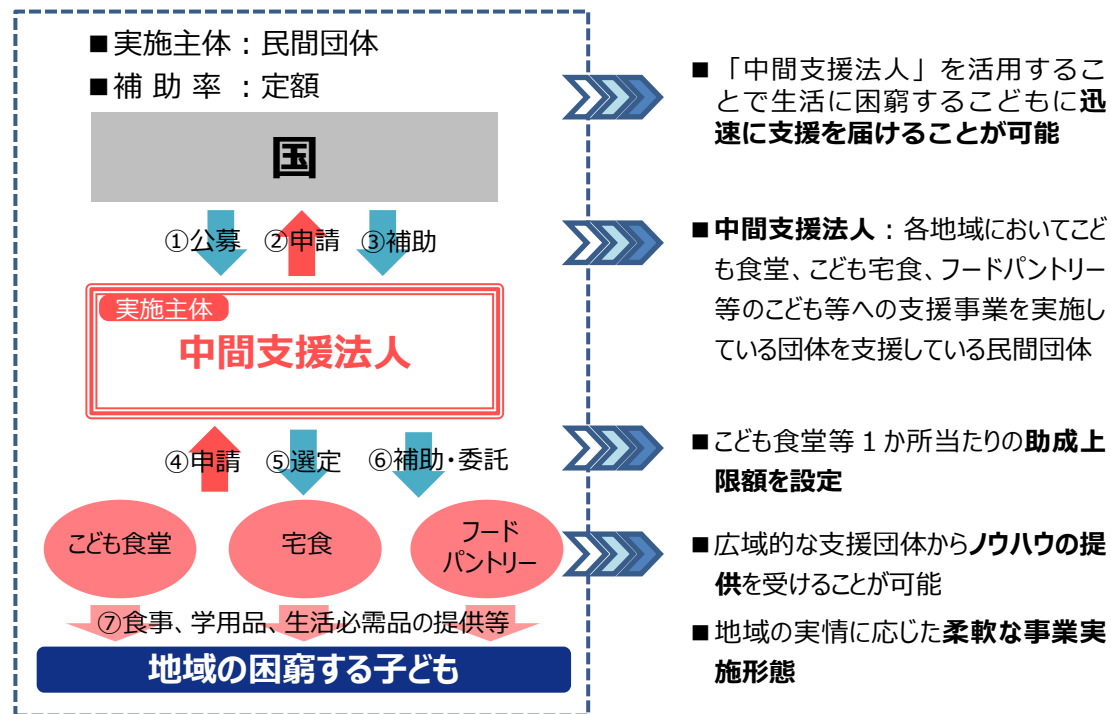 ■実施主体：民間団体
■補 助 率 ：定額
国
①公募 ②申請 ③補助
実施主体
中間支援法人
④申請 ⑤選定 ⑥補助・委託
こども食堂
宅食
フード
パントリー
⑦食事、学用品、生活必需品の提供等
地域の困窮する子ども
■「中間支援法人」を活用するこ
とで生活に困窮するこどもに迅
速に支援を届けることが可能
■中間支援法人：各地域においてこど
も食堂、こども宅食、フードパントリー
等のこども等への支援事業を実施し
ている団体を支援している民間団体
■こども食堂等１か所当たりの助成上
限額を設定
■広域的な支援団体からノウハウの提
供を受けることが可能
■地域の実情に応じた柔軟な事業実
施形態